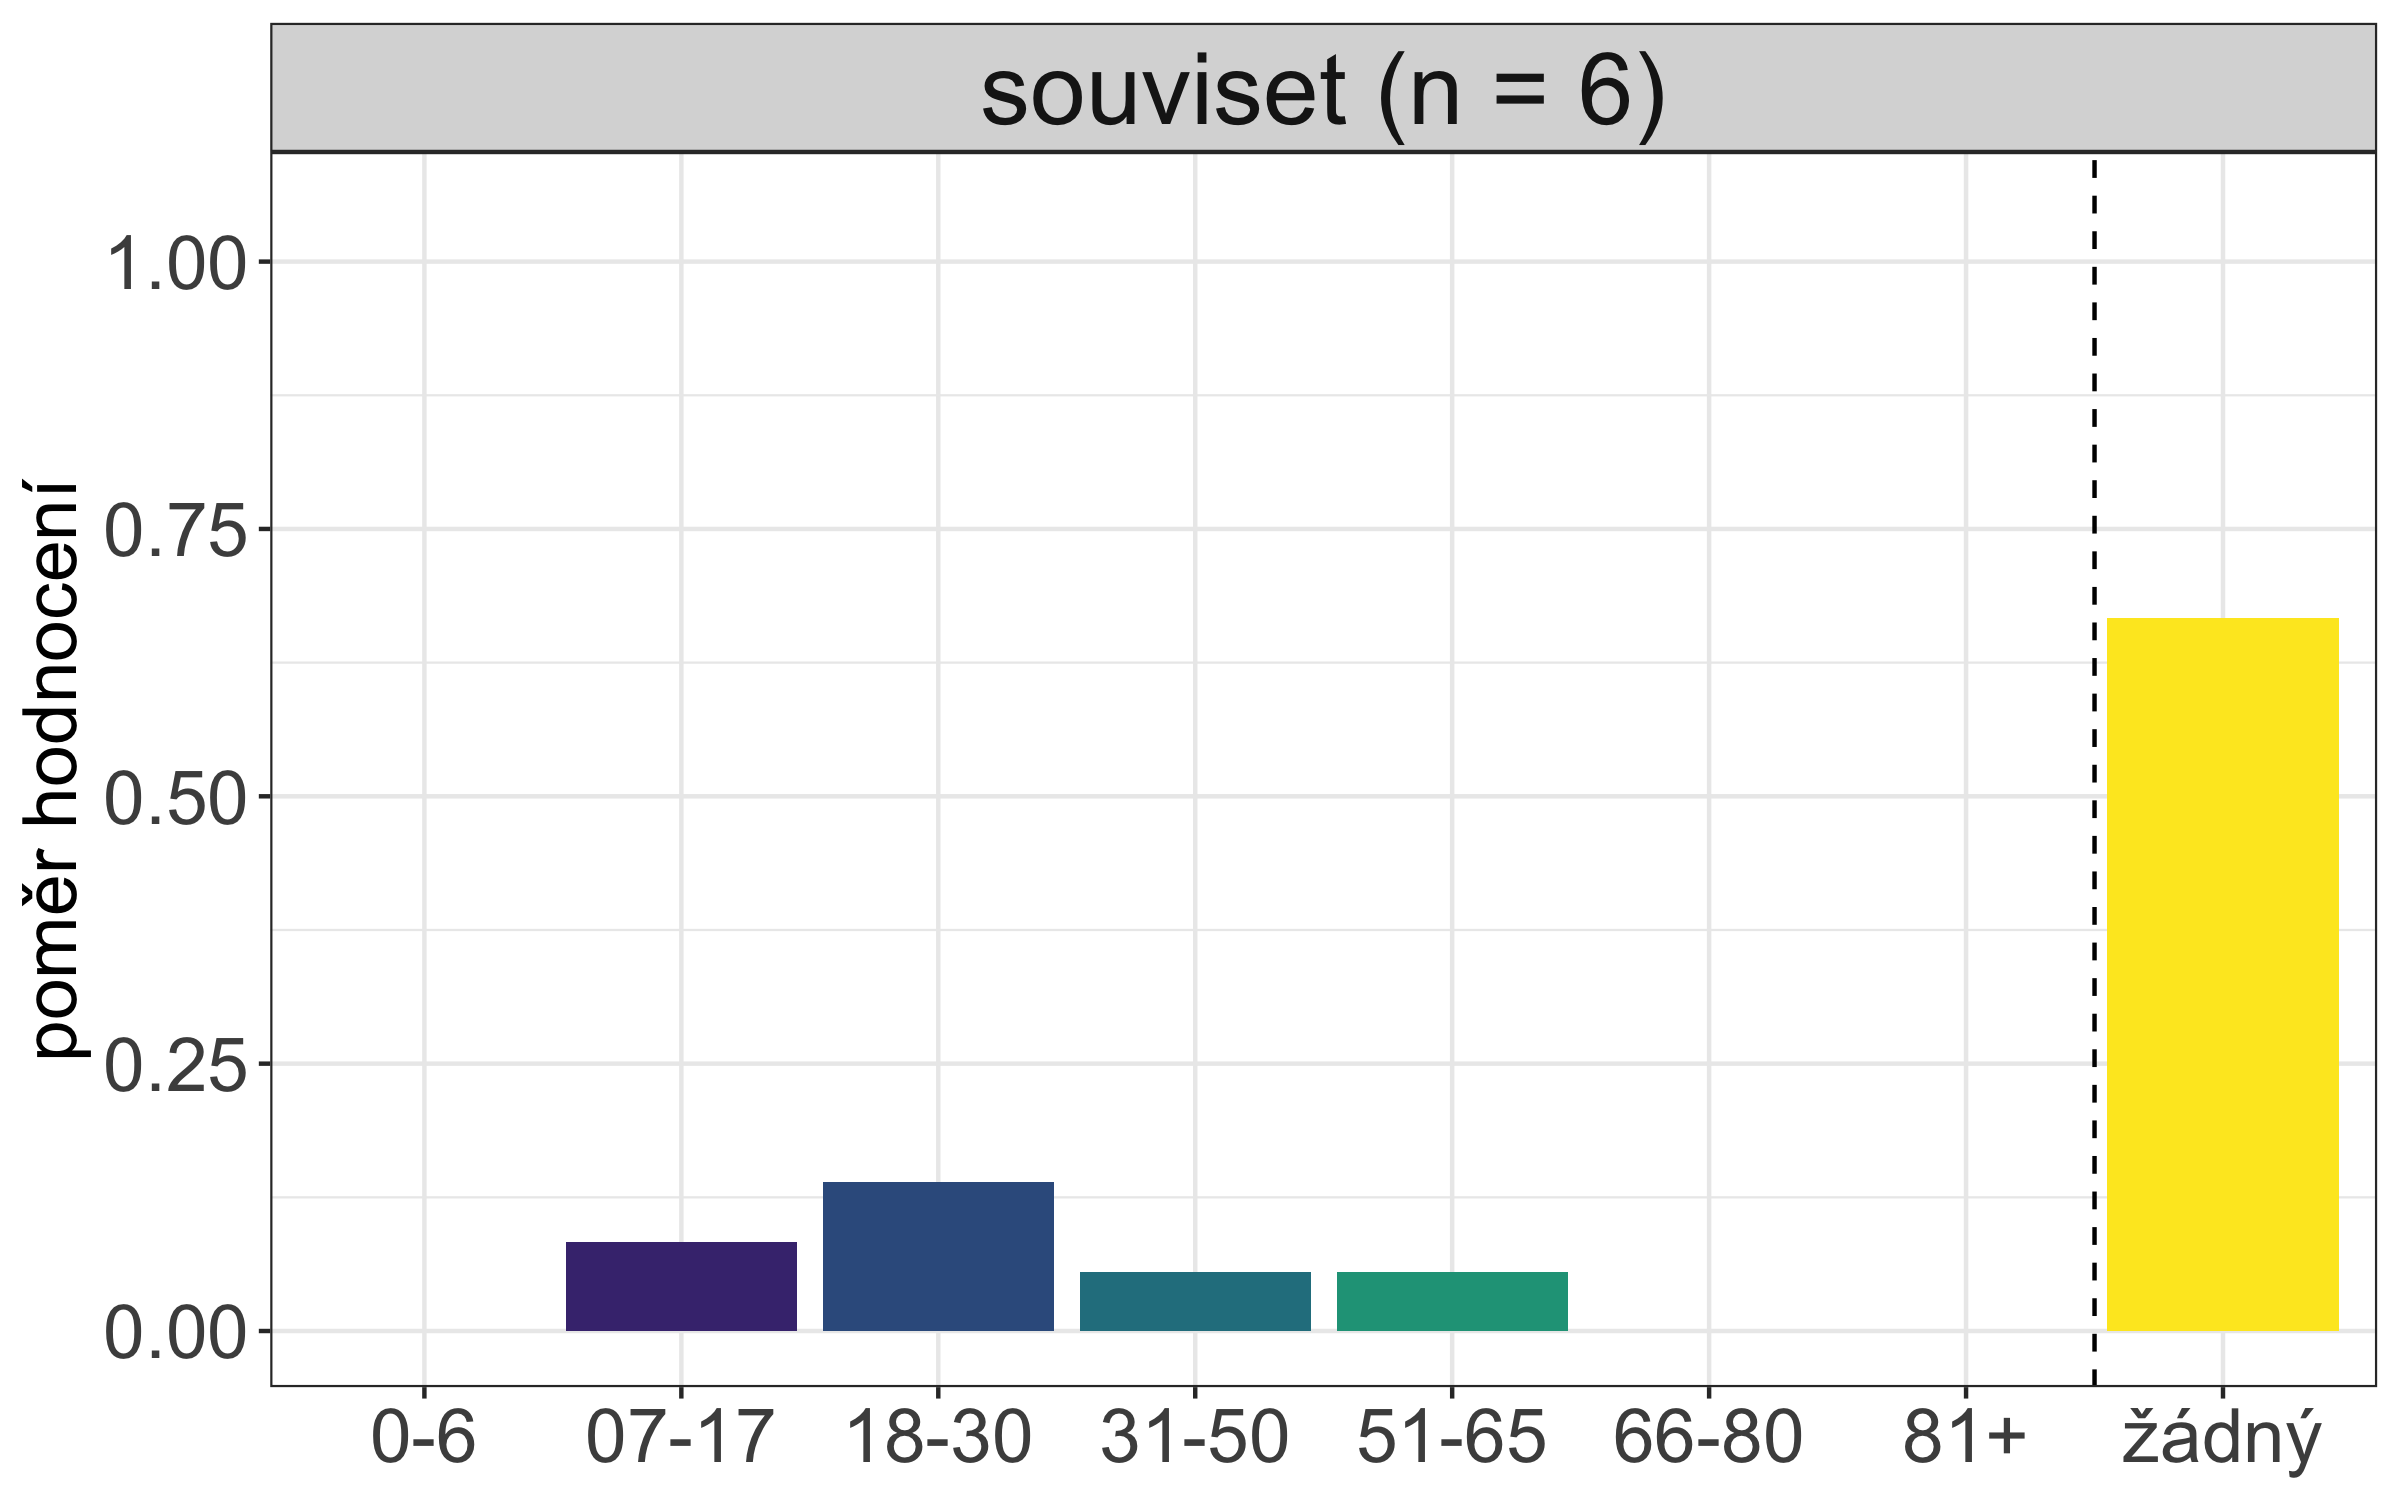 souviset (n = 6)
poměr hodnocení
1.00
0.75
0.50
0.25
0.00
0-6 07-17 18-30 31-50 51-65 66-80 81+ žádný